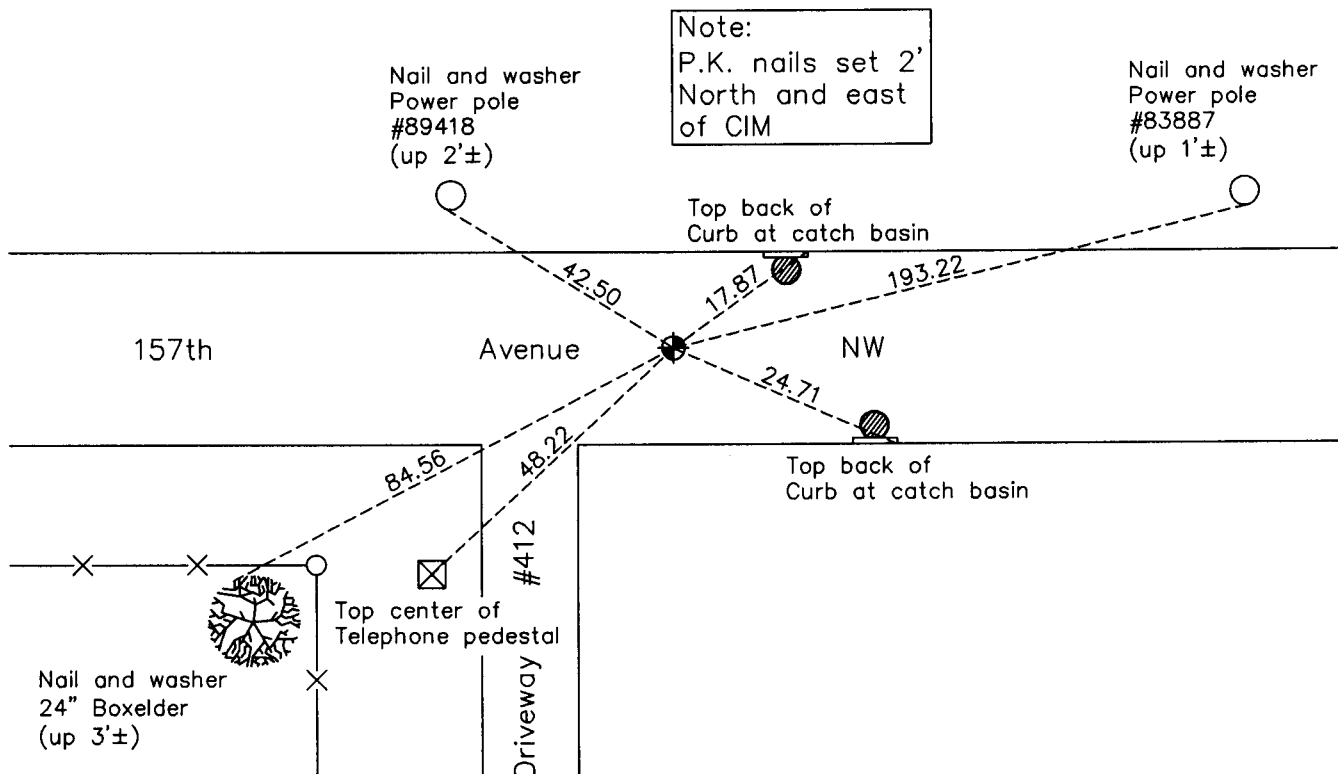 Note:
P.K. nails set 2'
North and east
of CIM
Nail and washer
Power pole
#89418
(up 2'±)
Nail and washer
Power pole
#83887
(up 1'±)
Top back of
Curb at catch basin
42.50
17.87
193.22
157th Avenue NW
24.71
84.56
48.22
Top back of
Curb at catch basin
Driveway #412
Top center of
Telephone pedestal
Nail and washer
24" Boxelder
(up 3'±)